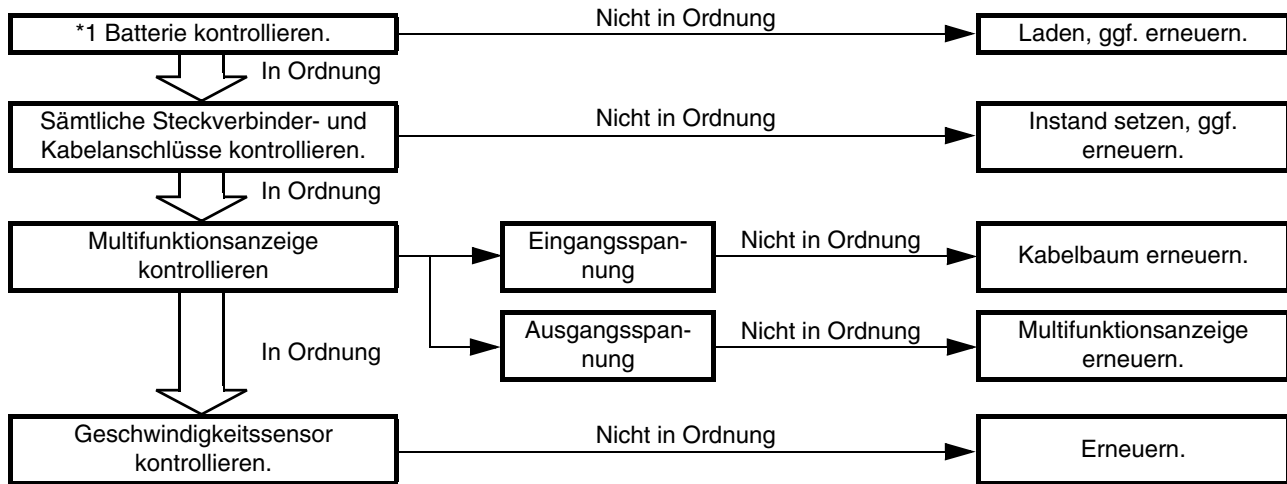 *1 Batterie kontrollieren.
Nicht in Ordnung
Laden, ggf. erneuern.
In Ordnung
Sämtliche Steckverbinder- und
Kabelanschlüsse kontrollieren.
Nicht in Ordnung
Instand setzen, ggf.
erneuern.
In Ordnung
Multifunktionsanzeige
kontrollieren
Eingangsspan-
nung
Nicht in Ordnung
Kabelbaum erneuern.
Ausgangsspan-
nung
Nicht in Ordnung
Multifunktionsanzeige
erneuern.
In Ordnung
Geschwindigkeitssensor
kontrollieren.
Nicht in Ordnung
Erneuern.